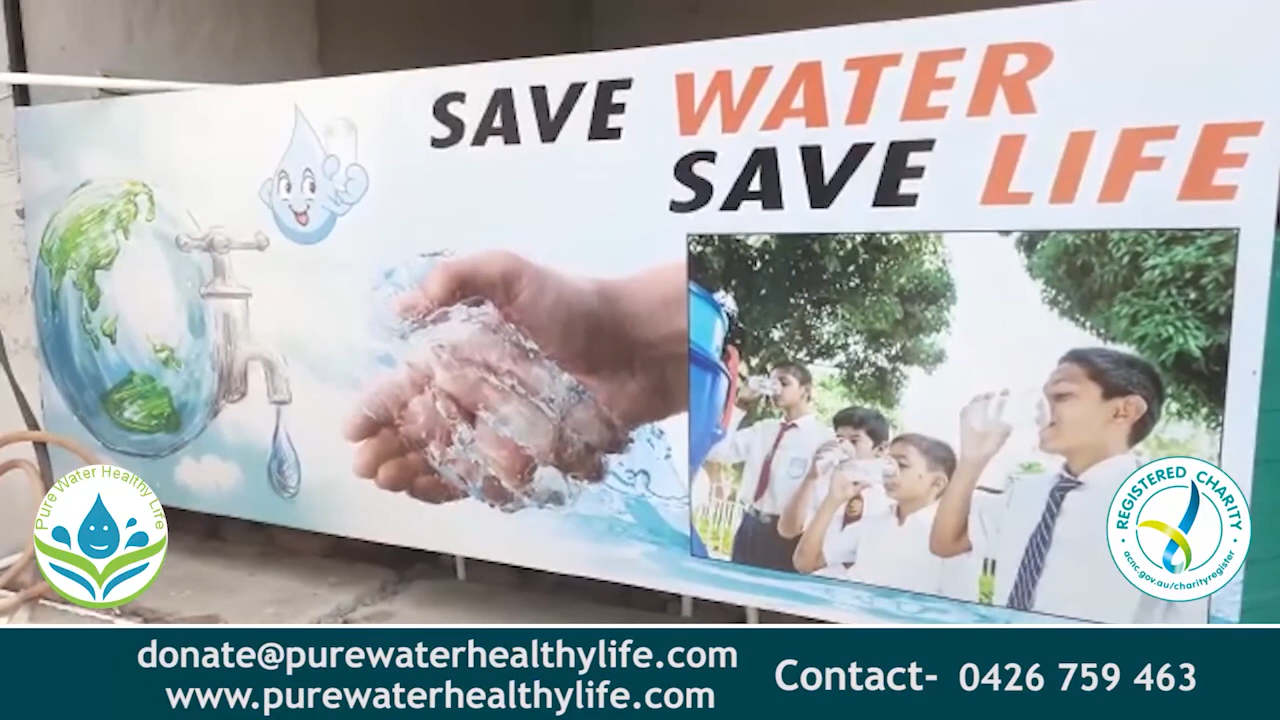 SAVE WATER
SAVE LIFE
Pure Water Healthy Life
REGISTERED CHARITY
acnc.gov.au/charityregister
donate@purewaterhealthylife.com
www.purewaterhealthylife.com
Contact- 0426 759 463